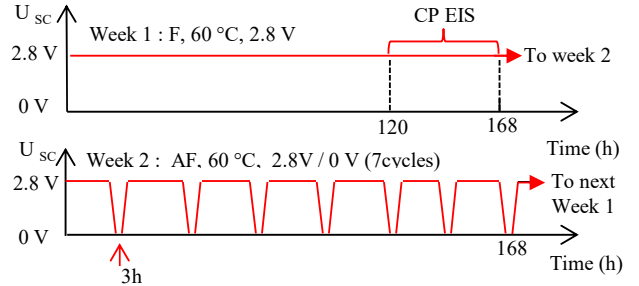 U SC
CP EIS
Week 1 : F, 60 °C, 2.8 V
2.8 V
To week 2
0 V
120
168
Time (h)
U SC
Week 2 : AF, 60 °C, 2.8V / 0 V (7cycles)
2.8 V
To next
Week 1
0 V
168
3h
Time (h)